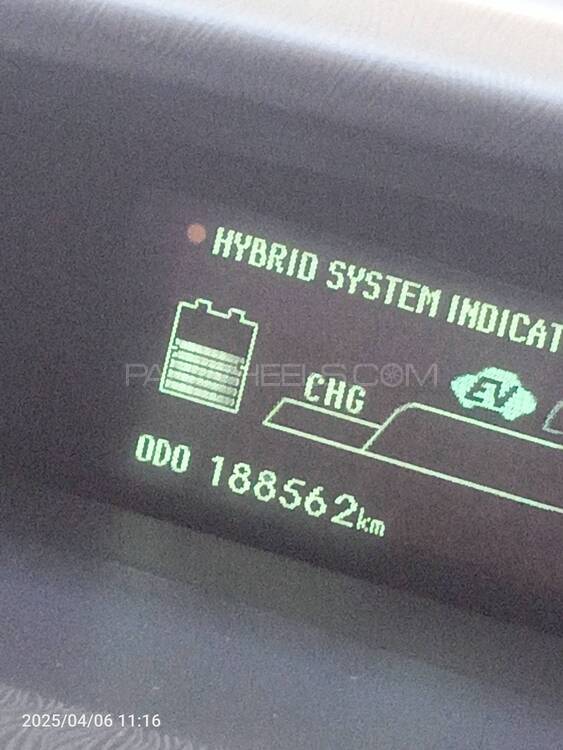 HYBRID SYSTEM INDICAT
PAKWHEELS.COM
CHG
EV
ODO 188562km
2025/04/06 11:16